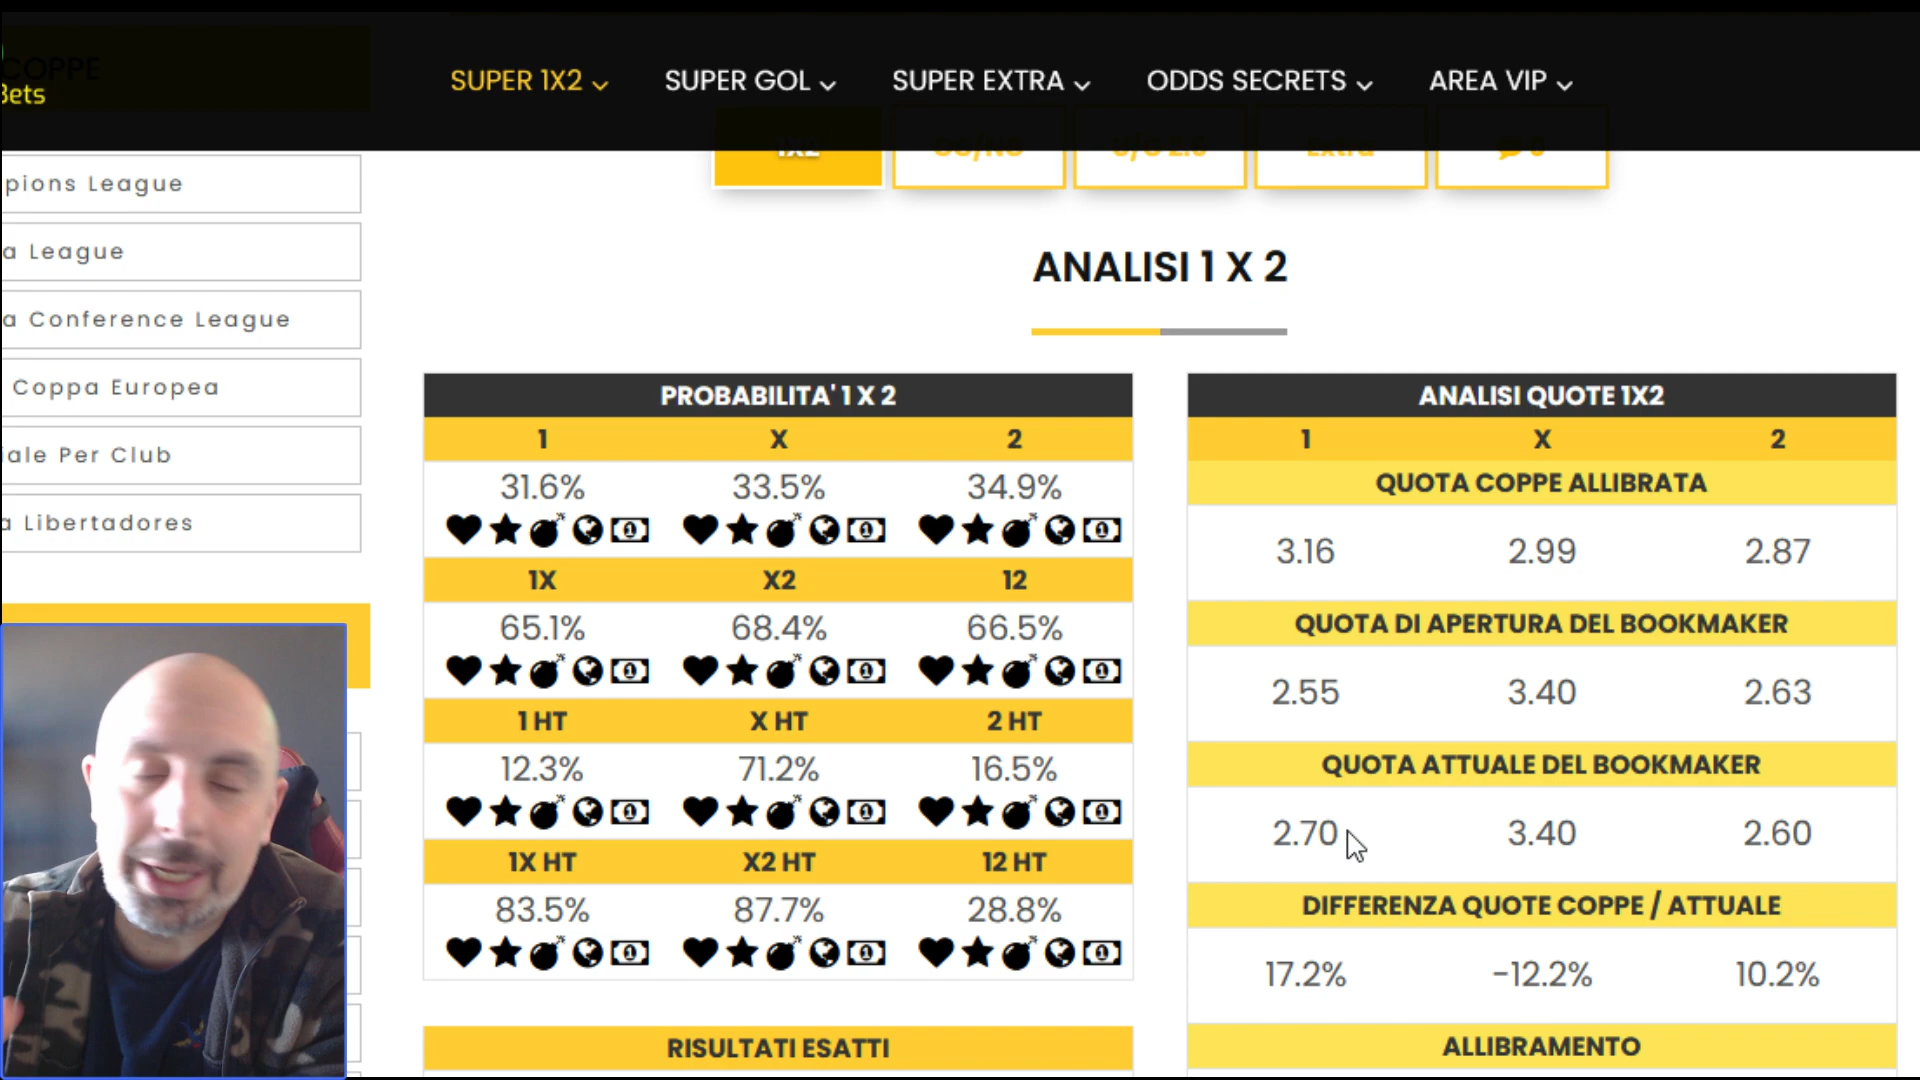 COPPE
Bets
SUPER 1X2
SUPER GOL
SUPER EXTRA
ODDS SECRETS
AREA VIP
1X2
Extra
pions League
a League
a Conference League
Coppa Europea
iale Per Club
a Libertadores
ANALISI 1 X 2
PROBABILITA' 1 X 2
1 X 2
31.6% 33.5% 34.9%
1X X2 12
65.1% 68.4% 66.5%
1 HT X HT 2 HT
12.3% 71.2% 16.5%
1X HT X2 HT 12 HT
83.5% 87.7% 28.8%
RISULTATI ESATTI
ANALISI QUOTE 1X2
1 X 2
QUOTA COPPE ALLIBRATA
3.16 2.99 2.87
QUOTA DI APERTURA DEL BOOKMAKER
2.55 3.40 2.63
QUOTA ATTUALE DEL BOOKMAKER
2.70 3.40 2.60
DIFFERENZA QUOTE COPPE / ATTUALE
17.2% -12.2% 10.2%
ALLIBRAMENTO